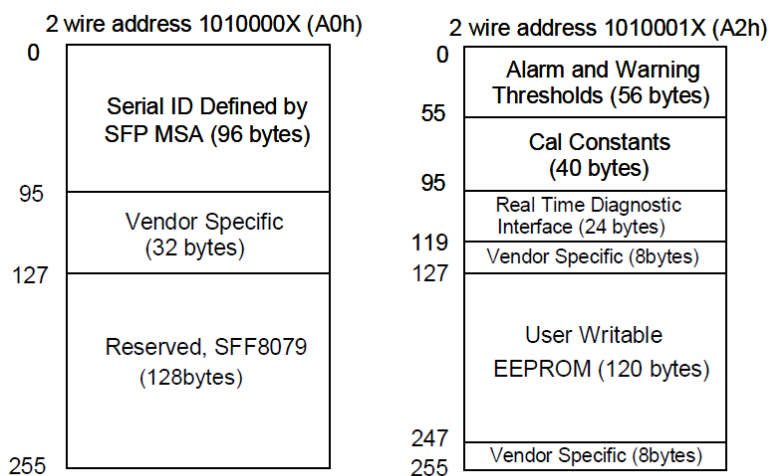 2 wire address 1010000X (A0h)
0
Serial ID Defined by
SFP MSA (96 bytes)
95
Vendor Specific
(32 bytes)
127
Reserved, SFF8079
(128bytes)
255
2 wire address 1010001X (A2h)
0
Alarm and Warning
Thresholds (56 bytes)
55
Cal Constants
(40 bytes)
95
Real Time Diagnostic
Interface (24 bytes)
119
Vendor Specific (8bytes)
127
User Writable
EEPROM (120 bytes)
247
Vendor Specific (8bytes)
255